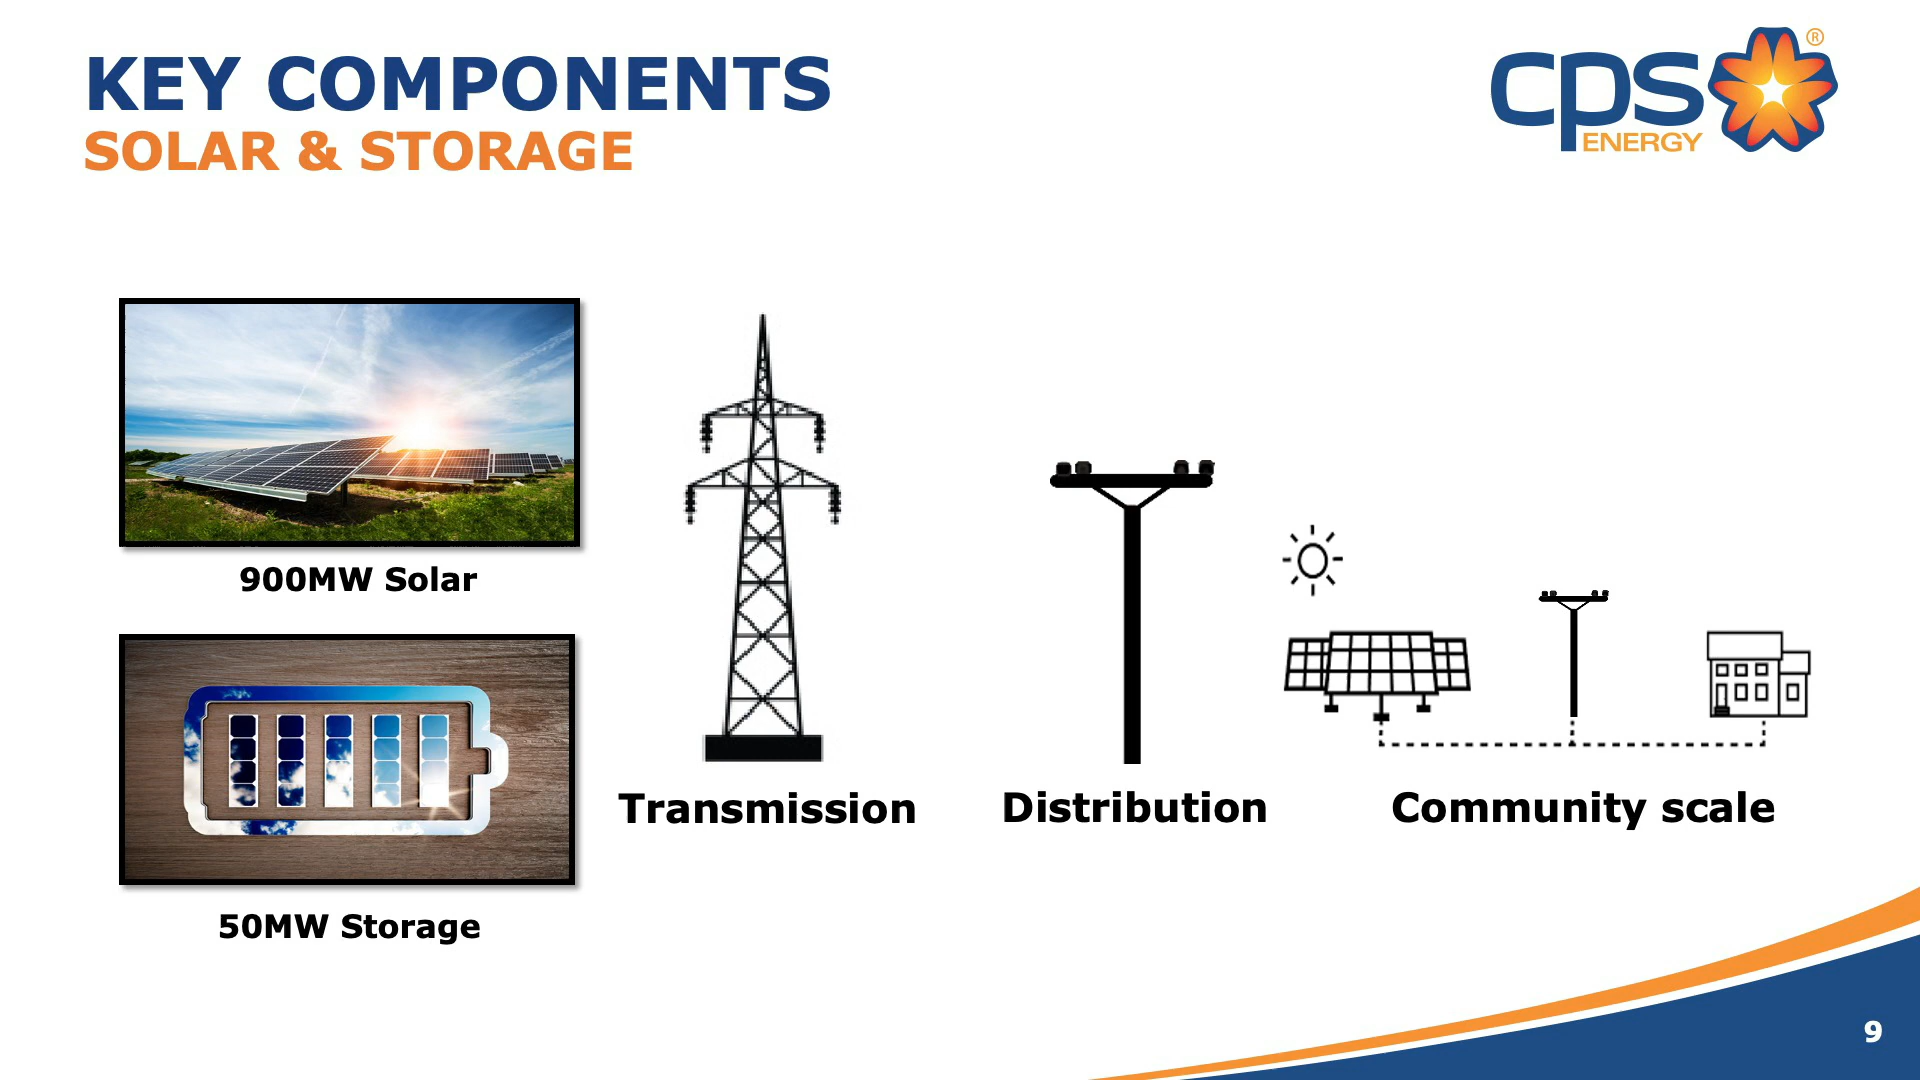 KEY COMPONENTS
SOLAR & STORAGE
cps
ENERGY
®
900MW Solar
50MW Storage
Transmission
Distribution
Community scale
9